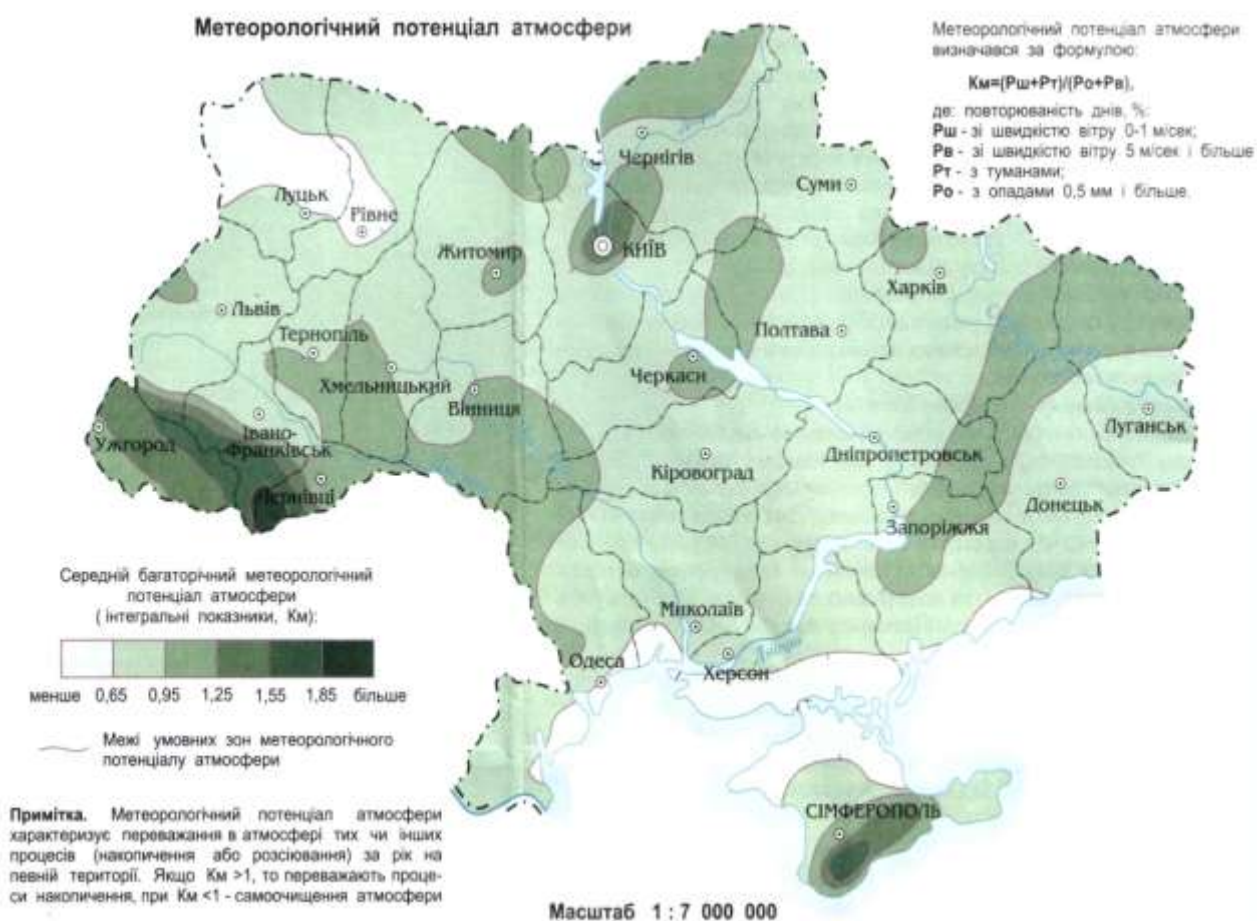 Метеорологічний потенціал атмосфери
Метеорологічний потенціал атмосфери
визначався за формулою:
Км=(Рш+Рт)/(Ро+Рв),
де: повторюваність днів, %:
Рш - зі швидкістю вітру 0-1 м/сек;
Рв - зі швидкістю вітру 5 м/сек і більше
Рт - з туманами;
Ро - з опадами 0,5 мм і більше.
Чернігів
Суми
Луцьк
Рівне
Житомир
КИЇВ
Харків
Львів
Тернопіль
Полтава
Хмельницький
Черкаси
Вінниця
Ужгород
Івано-
Франківськ
Луганськ
Дніпропетровськ
Кіровоград
Чернівці
Донецьк
Запоріжжя
Миколаїв
Херсон
Дніпро
Одеса
СІМФЕРОПОЛЬ
Середній багаторічний метеорологічний
потенціал атмосфери
( інтегральні показники, Км):
менше 0,65 0,95 1,25 1,55 1,85 більше
Межі умовних зон метеорологічного
потенціалу атмосфери
Примітка. Метеорологічний потенціал атмосфери
характеризує переважання в атмосфері тих чи інших
процесів (накопичення або розсіювання) за рік на
певній території. Якщо Км >1, то переважають проце-
си накопичення, при Км <1 - самоочищення атмосфери
Масштаб 1 : 7 000 000